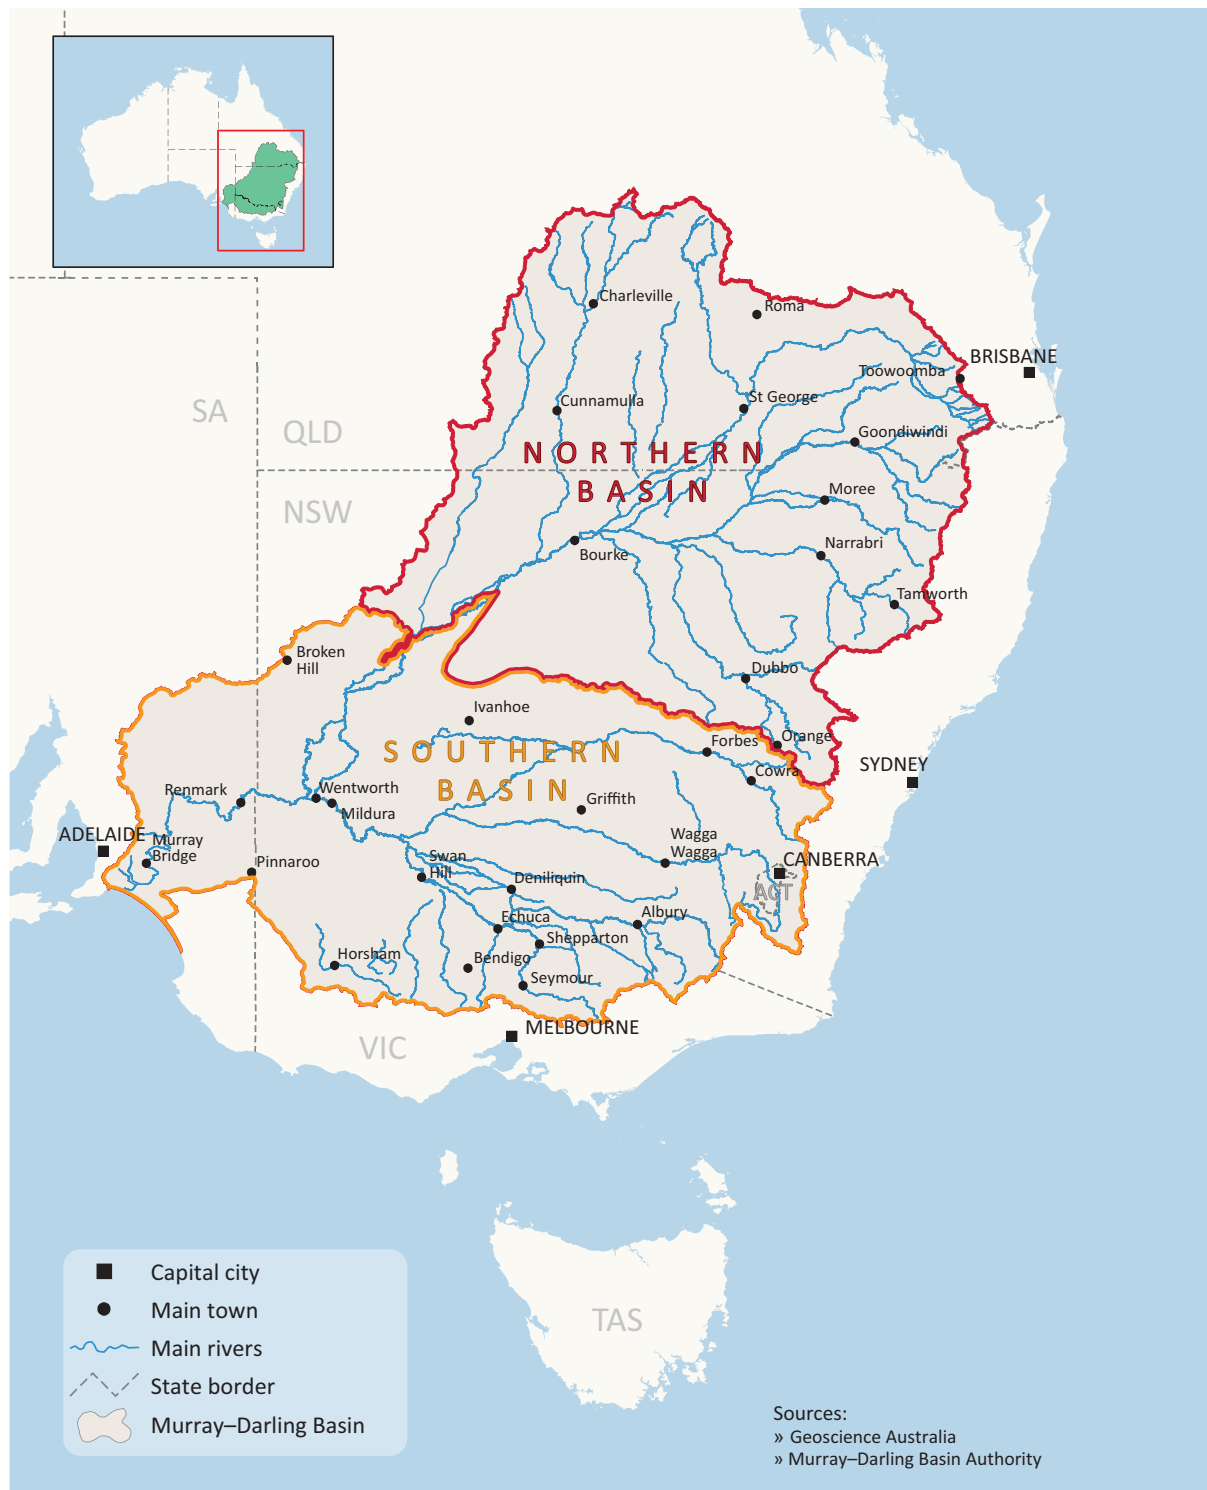 Charleville
Roma
BRISBANE
Toowoomba
SA
QLD
Cunnamulla
St George
Goondiwindi
NORTHERN
BASIN
NSW
Moree
Bourke
Narrabri
Tamworth
Broken
Hill
Dubbo
Ivanhoe
Orange
Forbes
SOUTHERN
BASIN
Cowra
SYDNEY
Renmark
Wentworth
Mildura
Griffith
ADELAIDE
Murray
Bridge
Wagga
Wagga
Pinnaroo
Swan
Hill
CANBERRA
Deniliquin
ACT
Echuca
Albury
Shepparton
Horsham
Bendigo
Seymour
MELBOURNE
VIC
TAS
Capital city
Main town
Main rivers
State border
Murray–Darling Basin
Sources:
» Geoscience Australia
» Murray–Darling Basin Authority